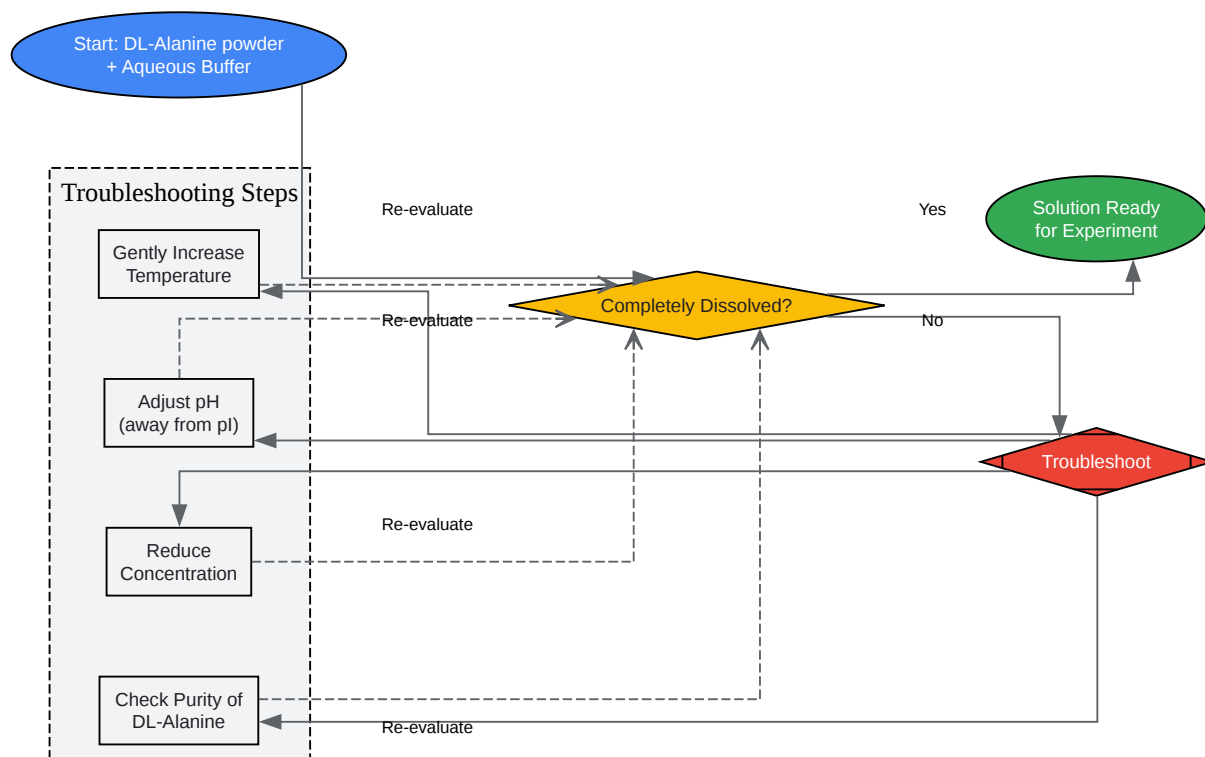 Start: DL-Alanine powder
+ Aqueous Buffer
Troubleshooting Steps
Re-evaluate
Yes
Solution Ready
for Experiment
Gently Increase
Temperature
Completely Dissolved?
Re-evaluate
No
Adjust pH
(away from pI)
Troubleshoot
Re-evaluate
Reduce
Concentration
Check Purity of
DL-Alanine
Re-evaluate